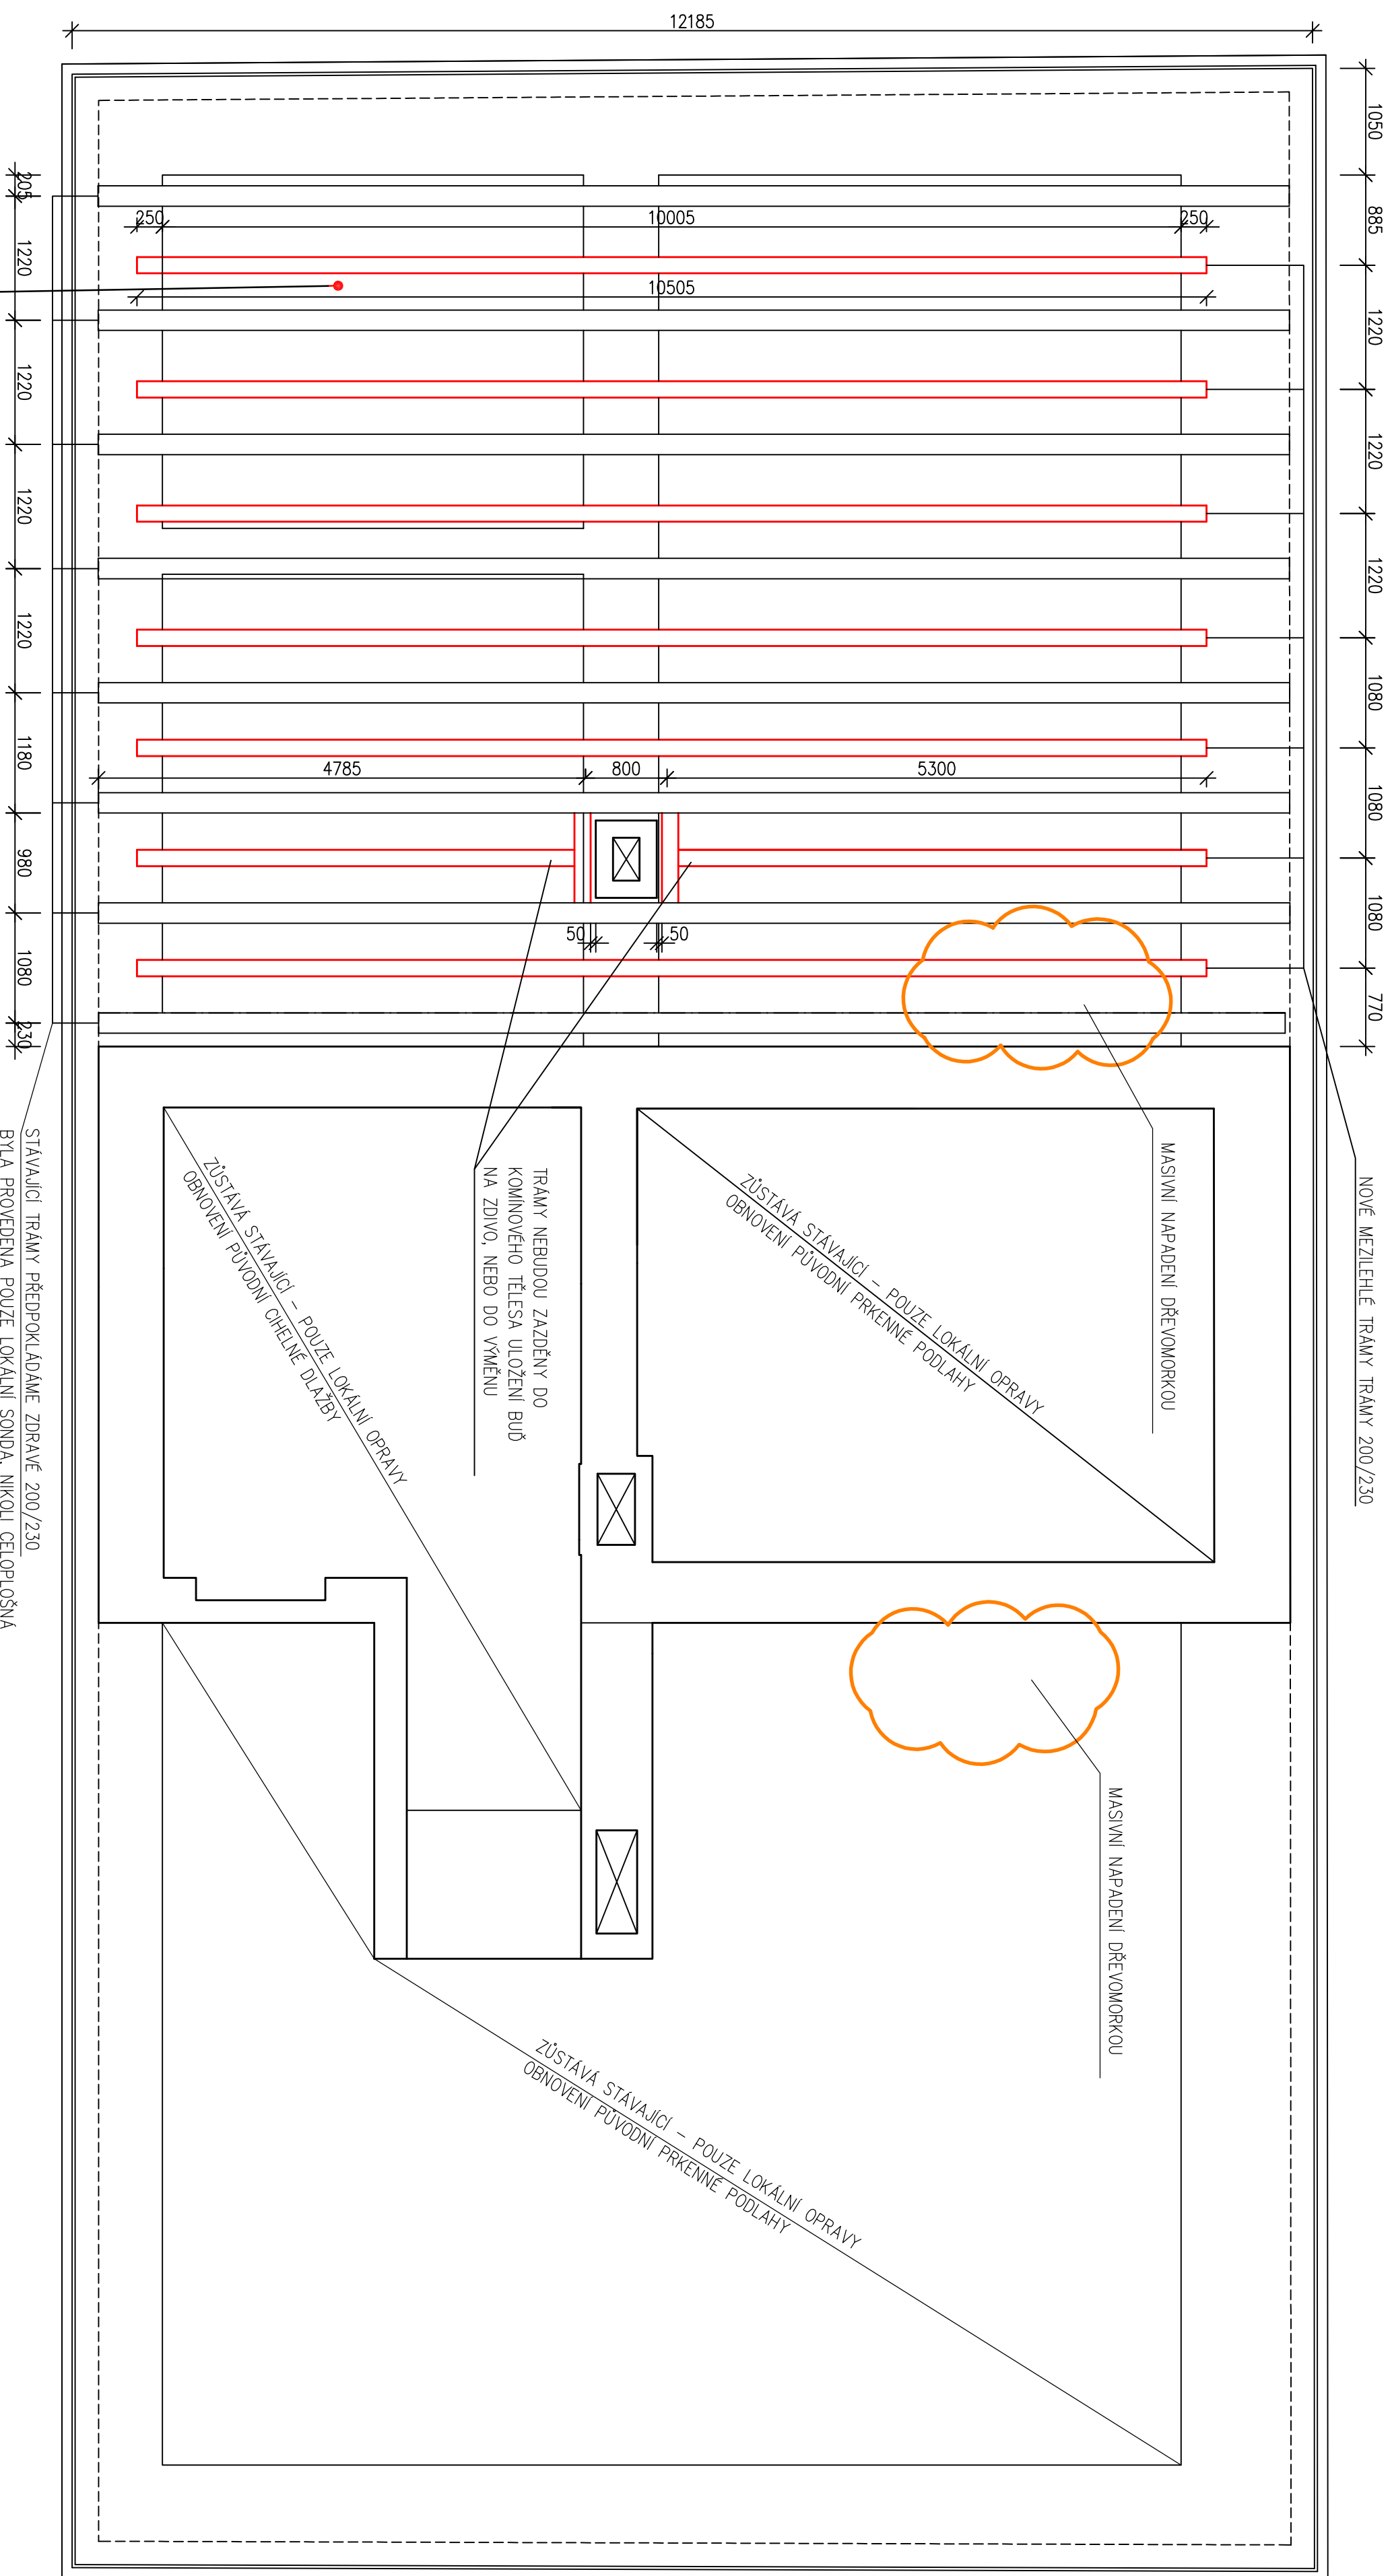 12185
1050
885
1220
1220
1220
1080
1080
1080
770
205
1220
1220
1220
1220
1180
980
1080
230
250
10005
250
10505
4785
800
5300
50
50
NOVÉ MEZILEHLÉ TRÁMY TRÁMY 200/230
MASIVNÍ NAPADENÍ DŘEVOMORKOU
ZŮSTÁVÁ STÁVAJÍCÍ – POUZE LOKÁLNÍ OPRAVY
OBNOVENÍ PŮVODNÍ PRKENNÉ PODLAHY
TRÁMY NEBUDOU ZAZDĚNY DO
KOMÍNOVÉHO TĚLESA ULOŽENÍ BUĎ
NA ZDIVO, NEBO DO VÝMĚNU
ZŮSTÁVÁ STÁVAJÍCÍ – POUZE LOKÁLNÍ OPRAVY
OBNOVENÍ PŮVODNÍ CIHELNÉ DLAŽBY
STÁVAJÍCÍ TRÁMY PŘEDPOKLÁDÁME ZDRAVÉ 200/230
BYLA PROVEDENA POUZE LOKÁLNÍ SONDA, NIKOLI CELOPLOŠNÁ
MASIVNÍ NAPADENÍ DŘEVOMORKOU
ZŮSTÁVÁ STÁVAJÍCÍ – POUZE LOKÁLNÍ OPRAVY
OBNOVENÍ PŮVODNÍ PRKENNÉ PODLAHY